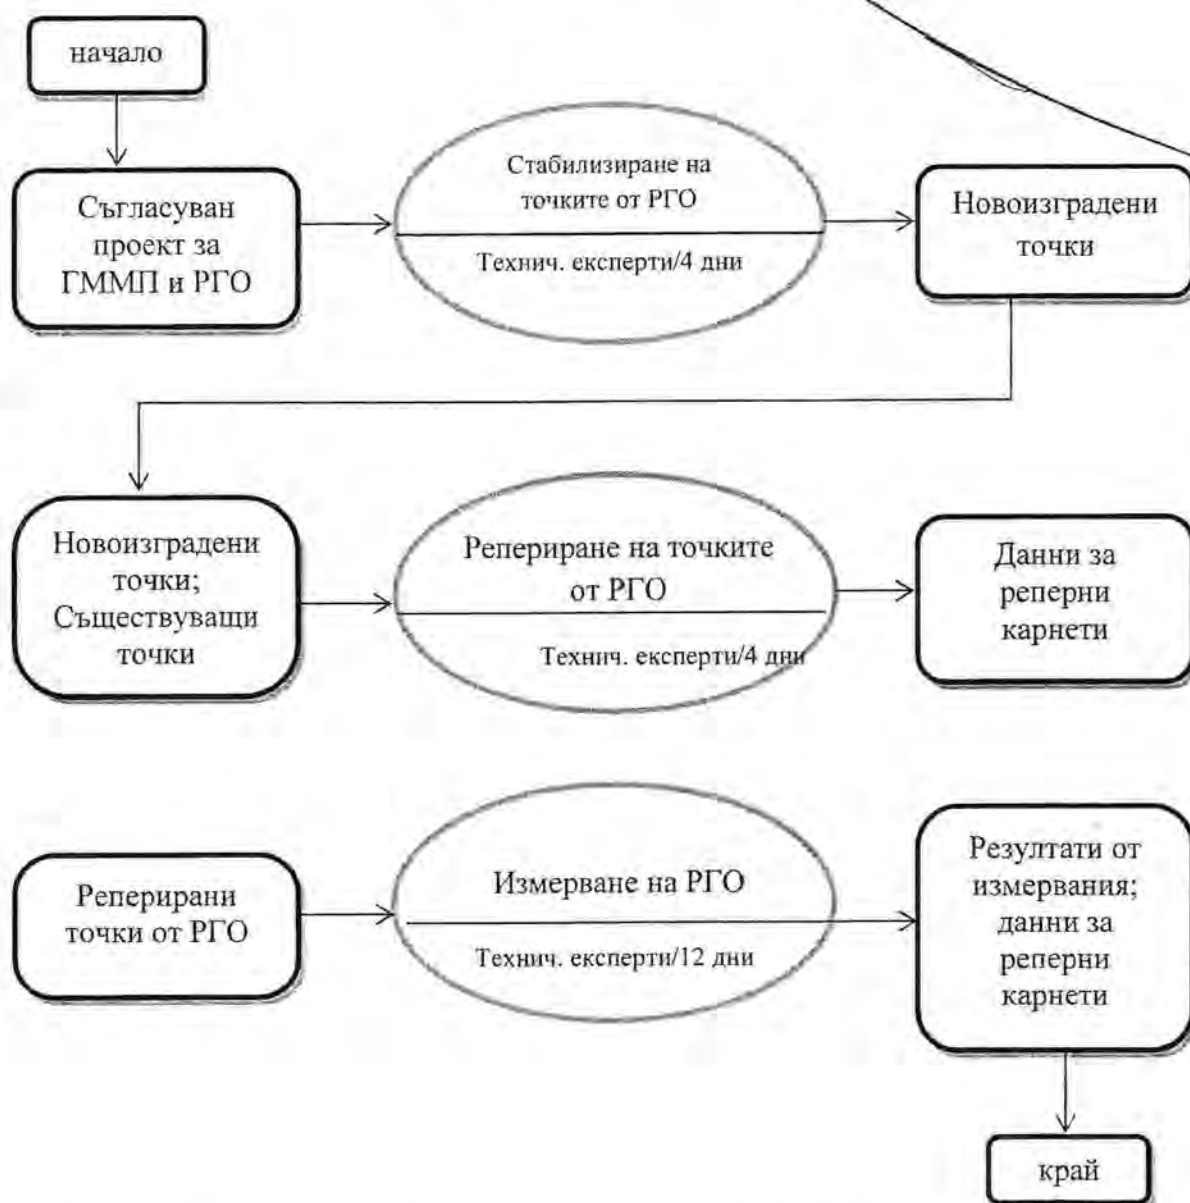 начало
Съгласуван
проект за
ГММП и РГО
Стабилизиране на
точките от РГО
Технич. експерти/4 дни
Новоизградени
точки
Новоизградени
точки;
Съществуващи
точки
Репериране на точките
от РГО
Технич. експерти/4 дни
Данни за
реперни
карнети
Реперирани
точки от РГО
Измерване на РГО
Технич. експерти/12 дни
Резултати от
измервания;
данни за
реперни
карнети
край